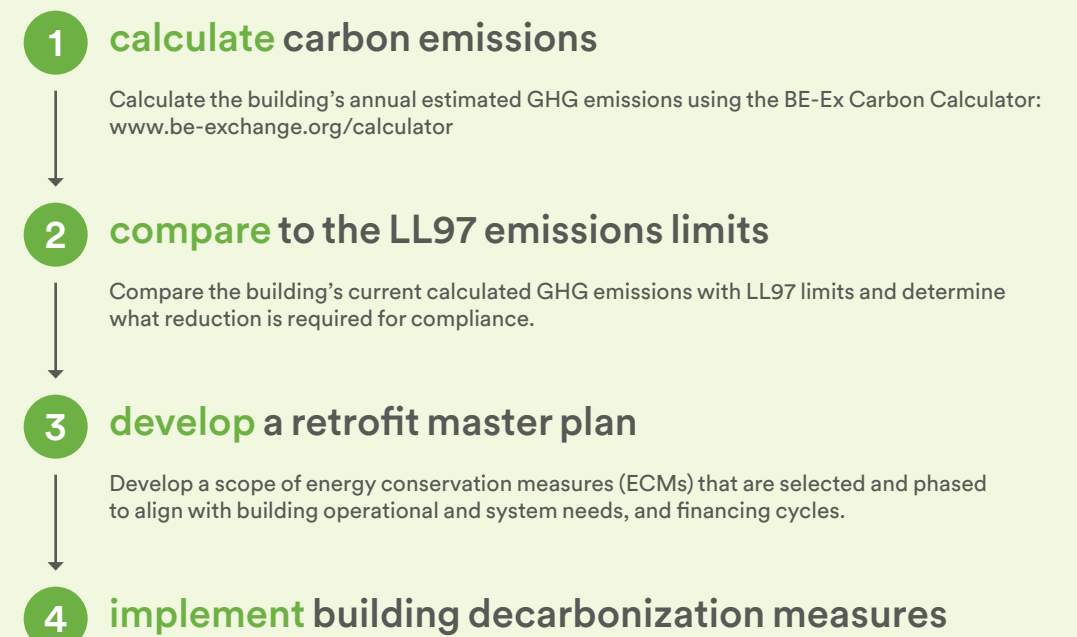 1 calculate carbon emissions
Calculate the building's annual estimated GHG emissions using the BE-Ex Carbon Calculator:
www.be-exchange.org/calculator
2 compare to the LL97 emissions limits
Compare the building's current calculated GHG emissions with LL97 limits and determine
what reduction is required for compliance.
3 develop a retrofit master plan
Develop a scope of energy conservation measures (ECMs) that are selected and phased
to align with building operational and system needs, and financing cycles.
4 implement building decarbonization measures